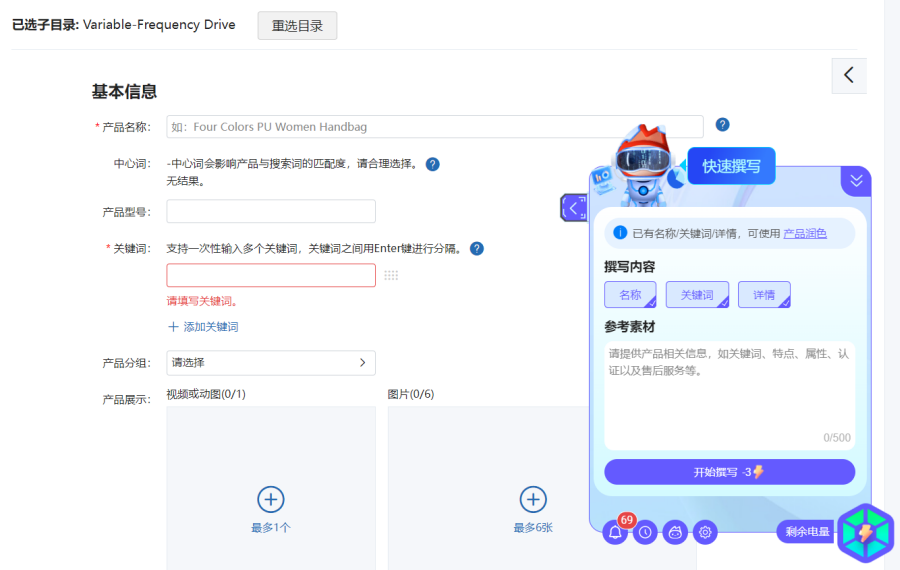 已选子目录: Variable-Frequency Drive
重选目录
基本信息
* 产品名称:
如: Four Colors PU Women Handbag
中心词:
-中心词会影响产品与搜索词的匹配度,请合理选择。
无结果。
产品型号:
* 关键词:
支持一次性输入多个关键词,关键词之间用Enter键进行分隔。
请填写关键词。
+ 添加关键词
产品分组:
请选择
产品展示:
视频或动图(0/1)
图片(0/6)
最多1个
最多6张
快速撰写
已有名称/关键词/详情,可使用 产品润色
撰写内容
名称
关键词
详情
参考素材
请提供产品相关信息,如关键词、特点、属性、认
证以及售后服务等。
0/500
开始撰写 -3
69
剩余电量